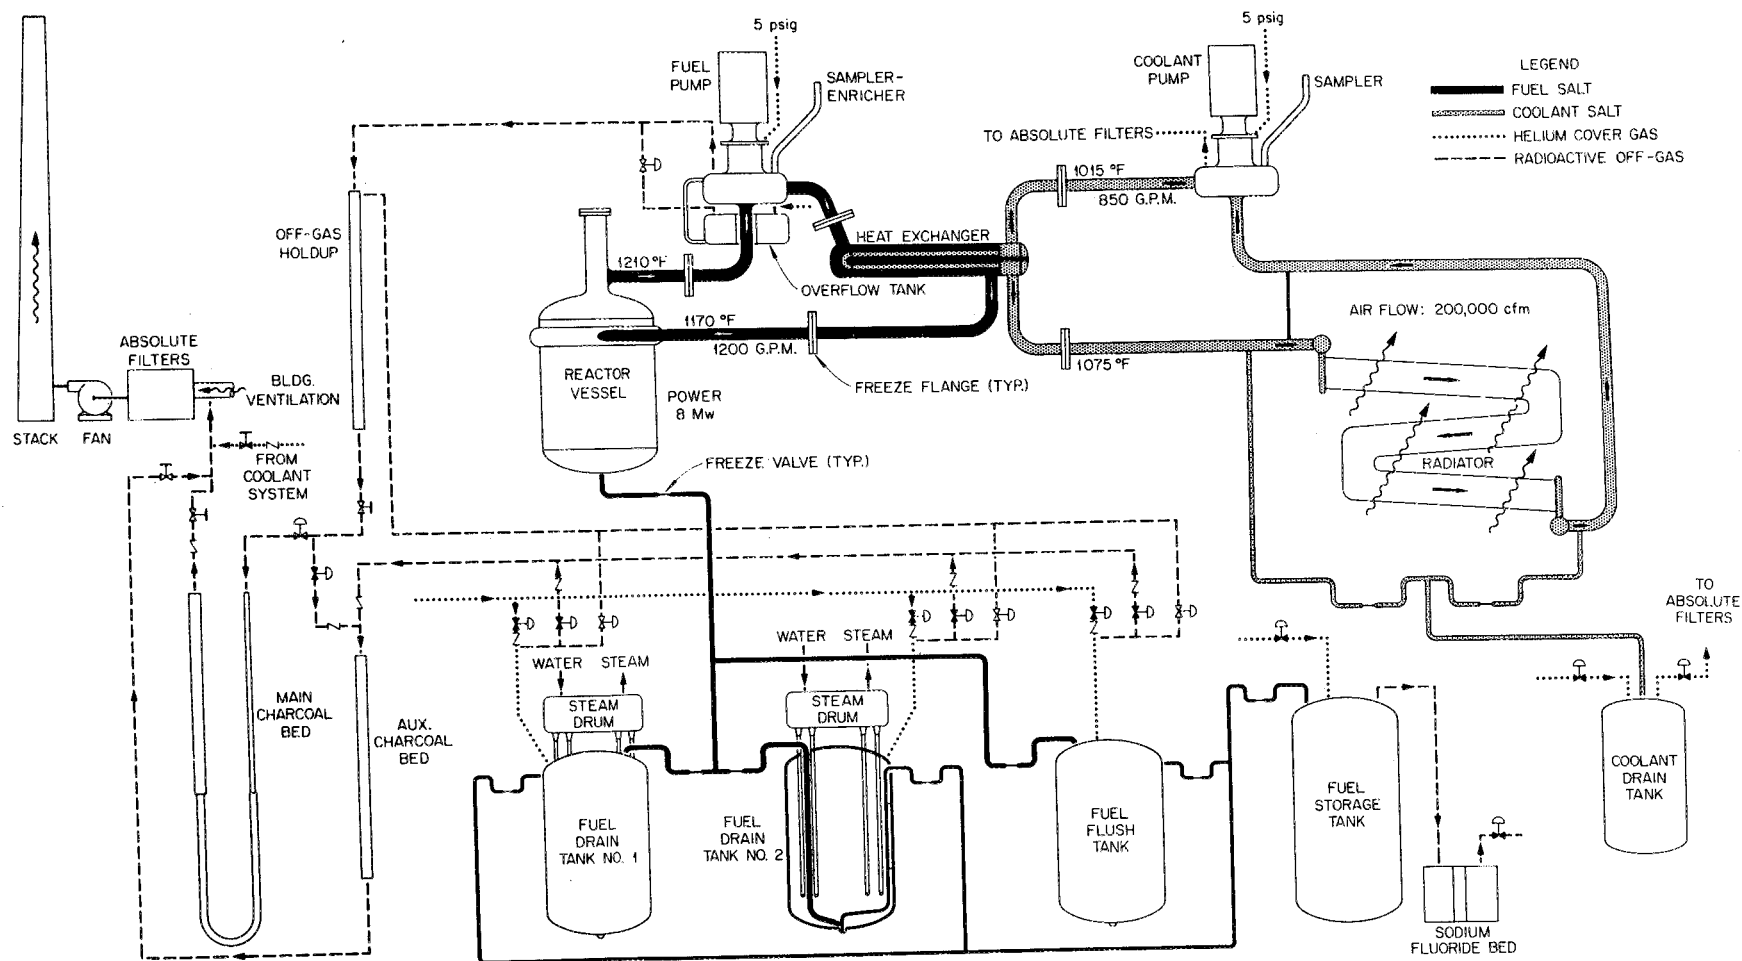 5 psig
FUEL
PUMP
SAMPLER-
ENRICHER
5 psig
COOLANT
PUMP
SAMPLER
LEGEND
FUEL SALT
COOLANT SALT
HELIUM COVER GAS
RADIOACTIVE OFF-GAS
TO ABSOLUTE FILTERS
1015 °F
850 G.P.M.
OFF-GAS
HOLDUP
HEAT EXCHANGER
1210 °F
OVERFLOW TANK
1170 °F
1200 G.P.M.
1075 °F
AIR FLOW: 200,000 cfm
ABSOLUTE
FILTERS
BLDG.
VENTILATION
REACTOR
VESSEL
POWER
8 Mw
FREEZE FLANGE (TYP.)
STACK
FAN
FROM
COOLANT
SYSTEM
FREEZE VALVE (TYP.)
RADIATOR
TO
ABSOLUTE
FILTERS
WATER
STEAM
WATER
STEAM
STEAM
DRUM
STEAM
DRUM
MAIN
CHARCOAL
BED
AUX.
CHARCOAL
BED
FUEL
DRAIN
TANK NO. 1
FUEL
DRAIN
TANK NO. 2
FUEL
FLUSH
TANK
FUEL
STORAGE
TANK
COOLANT
DRAIN
TANK
SODIUM
FLUORIDE BED